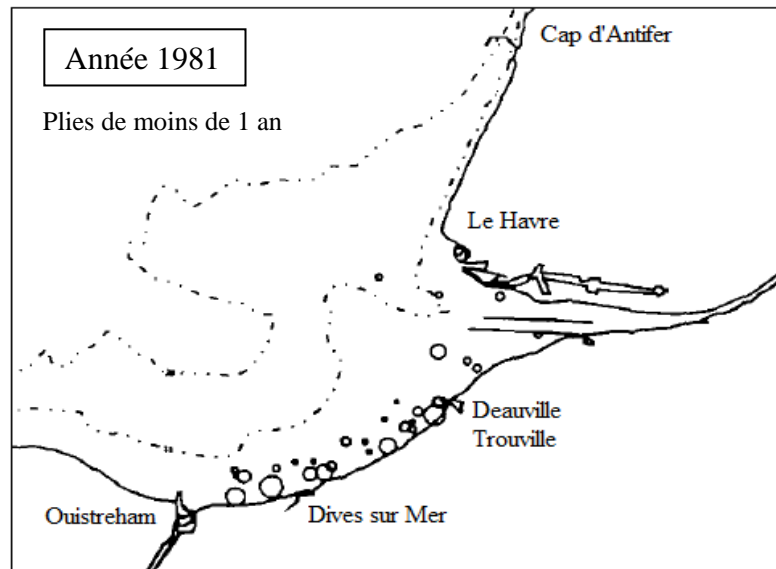 Cap d'Antifer
Année 1981
Plies de moins de 1 an
Le Havre
Deauville
Trouville
Ouistreham
Dives sur Mer